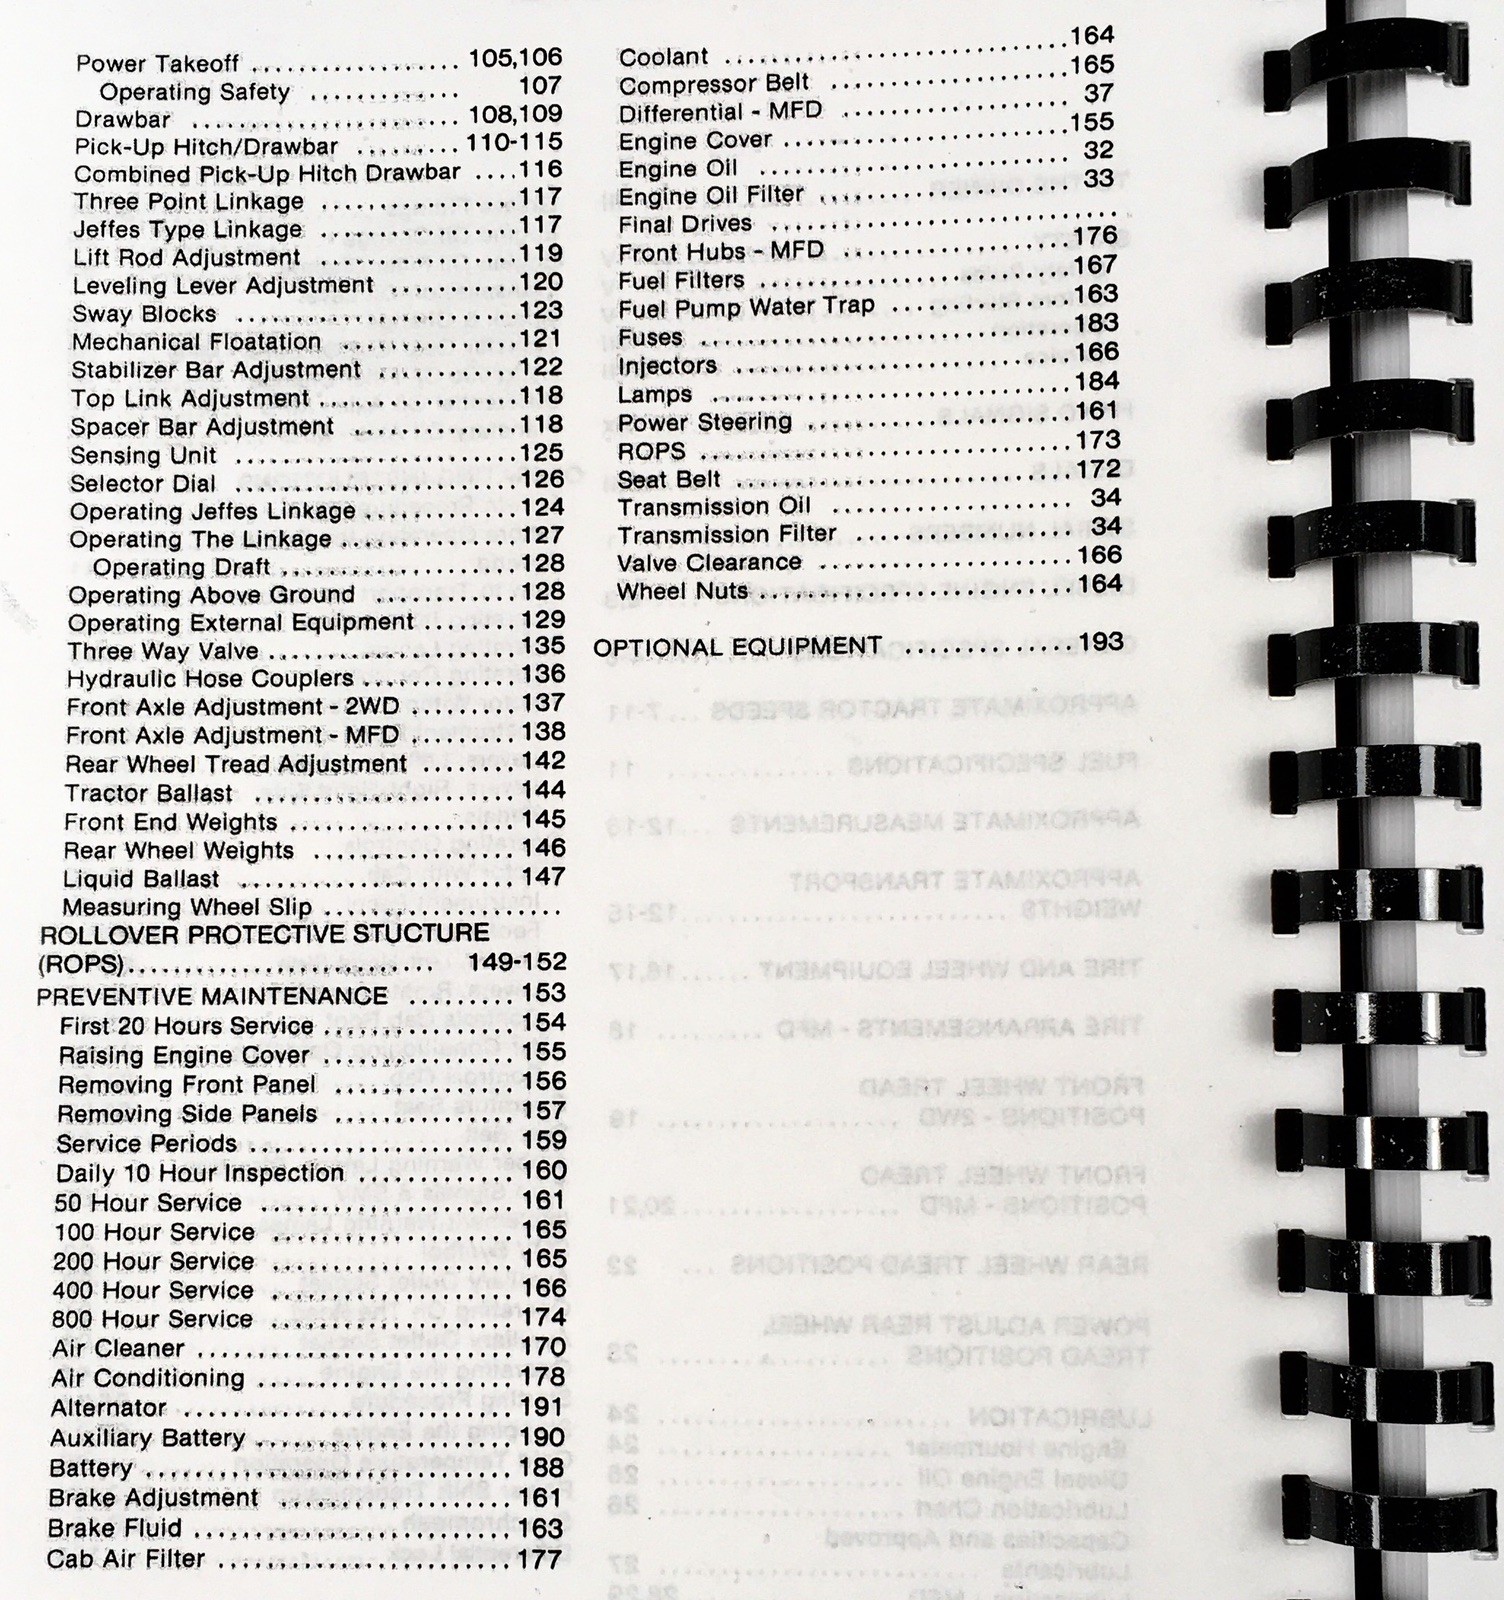 Power Takeoff .................. 105,106
Operating Safety ............. 107
Drawbar ........................ 108,109
Pick-Up Hitch/Drawbar ......... 110-115
Combined Pick-Up Hitch Drawbar ....116
Three Point Linkage .................117
Jeffes Type Linkage .................117
Lift Rod Adjustment .................119
Leveling Lever Adjustment ...........120
Sway Blocks .........................123
Mechanical Floatation ...............121
Stabilizer Bar Adjustment ............122
Top Link Adjustment ..................118
Spacer Bar Adjustment ..............118
Sensing Unit .........................125
Selector Dial .........................126
Operating Jeffes Linkage .............124
Operating The Linkage ...............127
Operating Draft .....................128
Operating Above Ground ............128
Operating External Equipment .........129
Three Way Valve ......................135
Hydraulic Hose Couplers ..............136
Front Axle Adjustment - 2WD .........137
Front Axle Adjustment - MFD .........138
Rear Wheel Tread Adjustment ........142
Tractor Ballast .......................144
Front End Weights ....................145
Rear Wheel Weights .................146
Liquid Ballast ........................147
Measuring Wheel Slip .....................
ROLLOVER PROTECTIVE STUCTURE
(ROPS)........................... 149-152
PREVENTIVE MAINTENANCE .........153
First 20 Hours Service .................154
Raising Engine Cover .................155
Removing Front Panel ................156
Removing Side Panels ................157
Service Periods .......................159
Daily 10 Hour Inspection ..............160
50 Hour Service ......................161
100 Hour Service .....................165
200 Hour Service .....................165
400 Hour Service .....................166
800 Hour Service .....................174
Air Cleaner ............................170
Air Conditioning .......................178
Alternator .............................191
Auxiliary Battery .......................190
Battery ................................188
Brake Adjustment ....................161
Brake Fluid ............................163
Cab Air Filter ..........................177
Coolant ..............................164
Compressor Belt .....................165
Differential - MFD .................... 37
Engine Cover .........................155
Engine Oil ........................... 32
Engine Oil Filter ...................... 33
Final Drives ..............................
Front Hubs - MFD ....................176
Fuel Filters ...........................167
Fuel Pump Water Trap ................163
Fuses ................................183
Injectors .............................166
Lamps ...............................184
Power Steering .......................161
ROPS ................................173
Seat Belt .............................172
Transmission Oil ..................... 34
Transmission Filter ................... 34
Valve Clearance ......................166
Wheel Nuts ...........................164
OPTIONAL EQUIPMENT ..............193